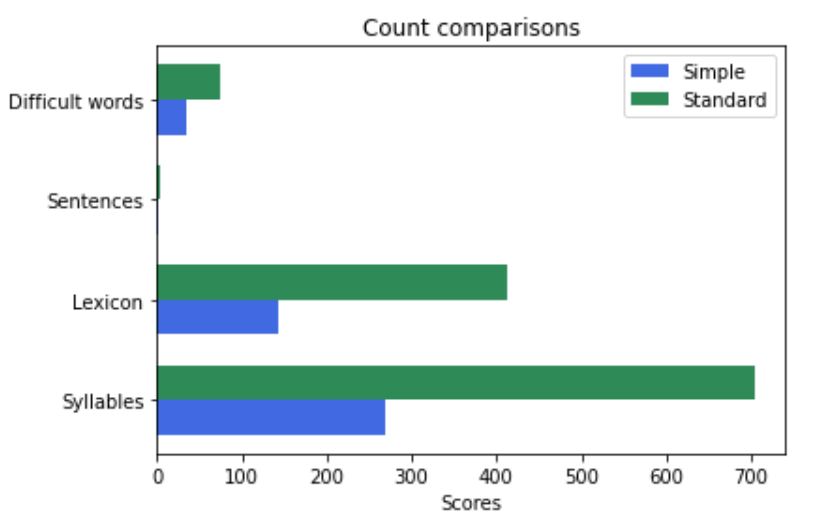 Count comparisons
Simple
Standard
Difficult words
Sentences
Lexicon
Syllables
0 100 200 300 400 500 600 700
Scores